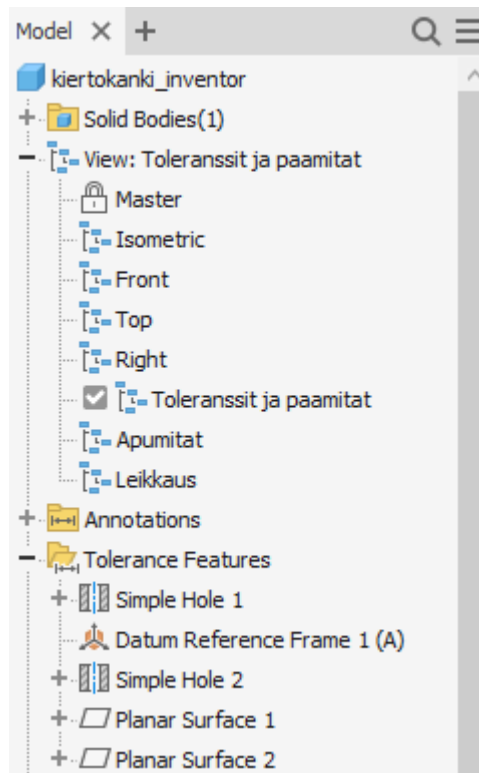 Model
kiertokanki_inventor
Solid Bodies(1)
View: Toleranssit ja paamitat
Master
Isometric
Front
Top
Right
Toleranssit ja paamitat
Apumitat
Leikkaus
Annotations
Tolerance Features
Simple Hole 1
Datum Reference Frame 1 (A)
Simple Hole 2
Planar Surface 1
Planar Surface 2